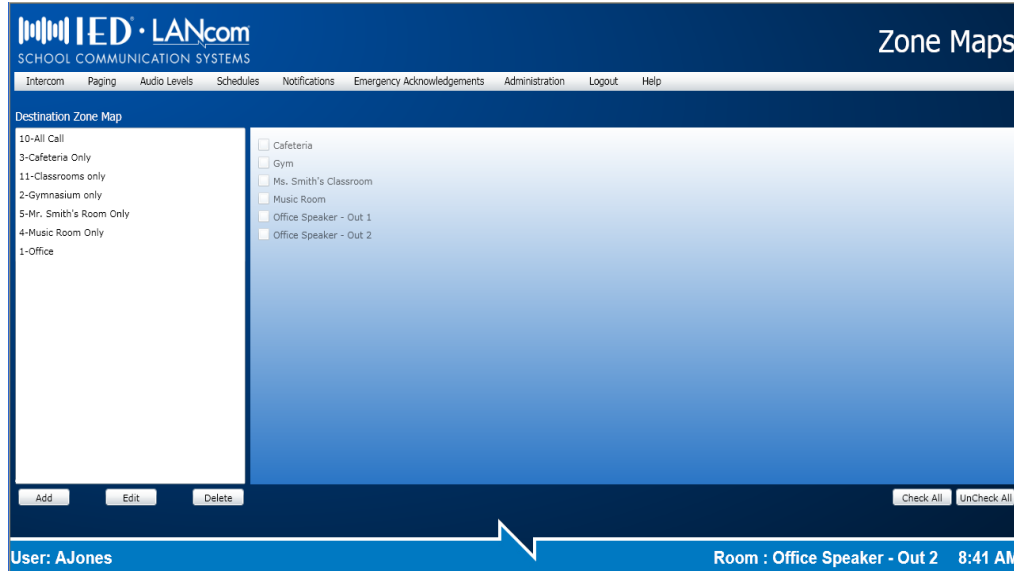 IED · LANcom
SCHOOL COMMUNICATION SYSTEMS
Zone Maps
Intercom Paging Audio Levels Schedules Notifications Emergency Acknowledgements Administration Logout Help
Destination Zone Map
10-All Call
3-Cafeteria Only
11-Classrooms only
2-Gymnasium only
5-Mr. Smith's Room Only
4-Music Room Only
1-Office
Cafeteria
Gym
Ms. Smith's Classroom
Music Room
Office Speaker - Out 1
Office Speaker - Out 2
Add Edit Delete
Check All UnCheck All
User: AJones
Room : Office Speaker - Out 2 8:41 AM